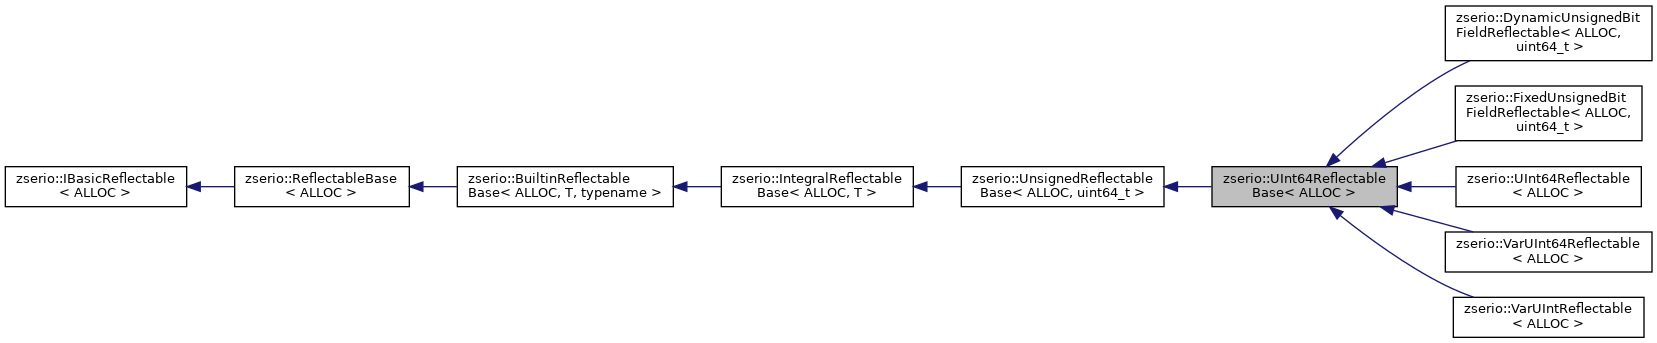 zserio::IBasicReflectable
< ALLOC >
zserio::ReflectableBase
< ALLOC >
zserio::BuiltinReflectable
Base< ALLOC, T, typename >
zserio::IntegralReflectable
Base< ALLOC, T >
zserio::UnsignedReflectable
Base< ALLOC, uint64_t >
zserio::UInt64Reflectable
Base< ALLOC >
zserio::DynamicUnsignedBit
FieldReflectable< ALLOC,
uint64_t >
zserio::FixedUnsignedBit
FieldReflectable< ALLOC,
uint64_t >
zserio::UInt64Reflectable
< ALLOC >
zserio::VarUInt64Reflectable
< ALLOC >
zserio::VarUIntReflectable
< ALLOC >